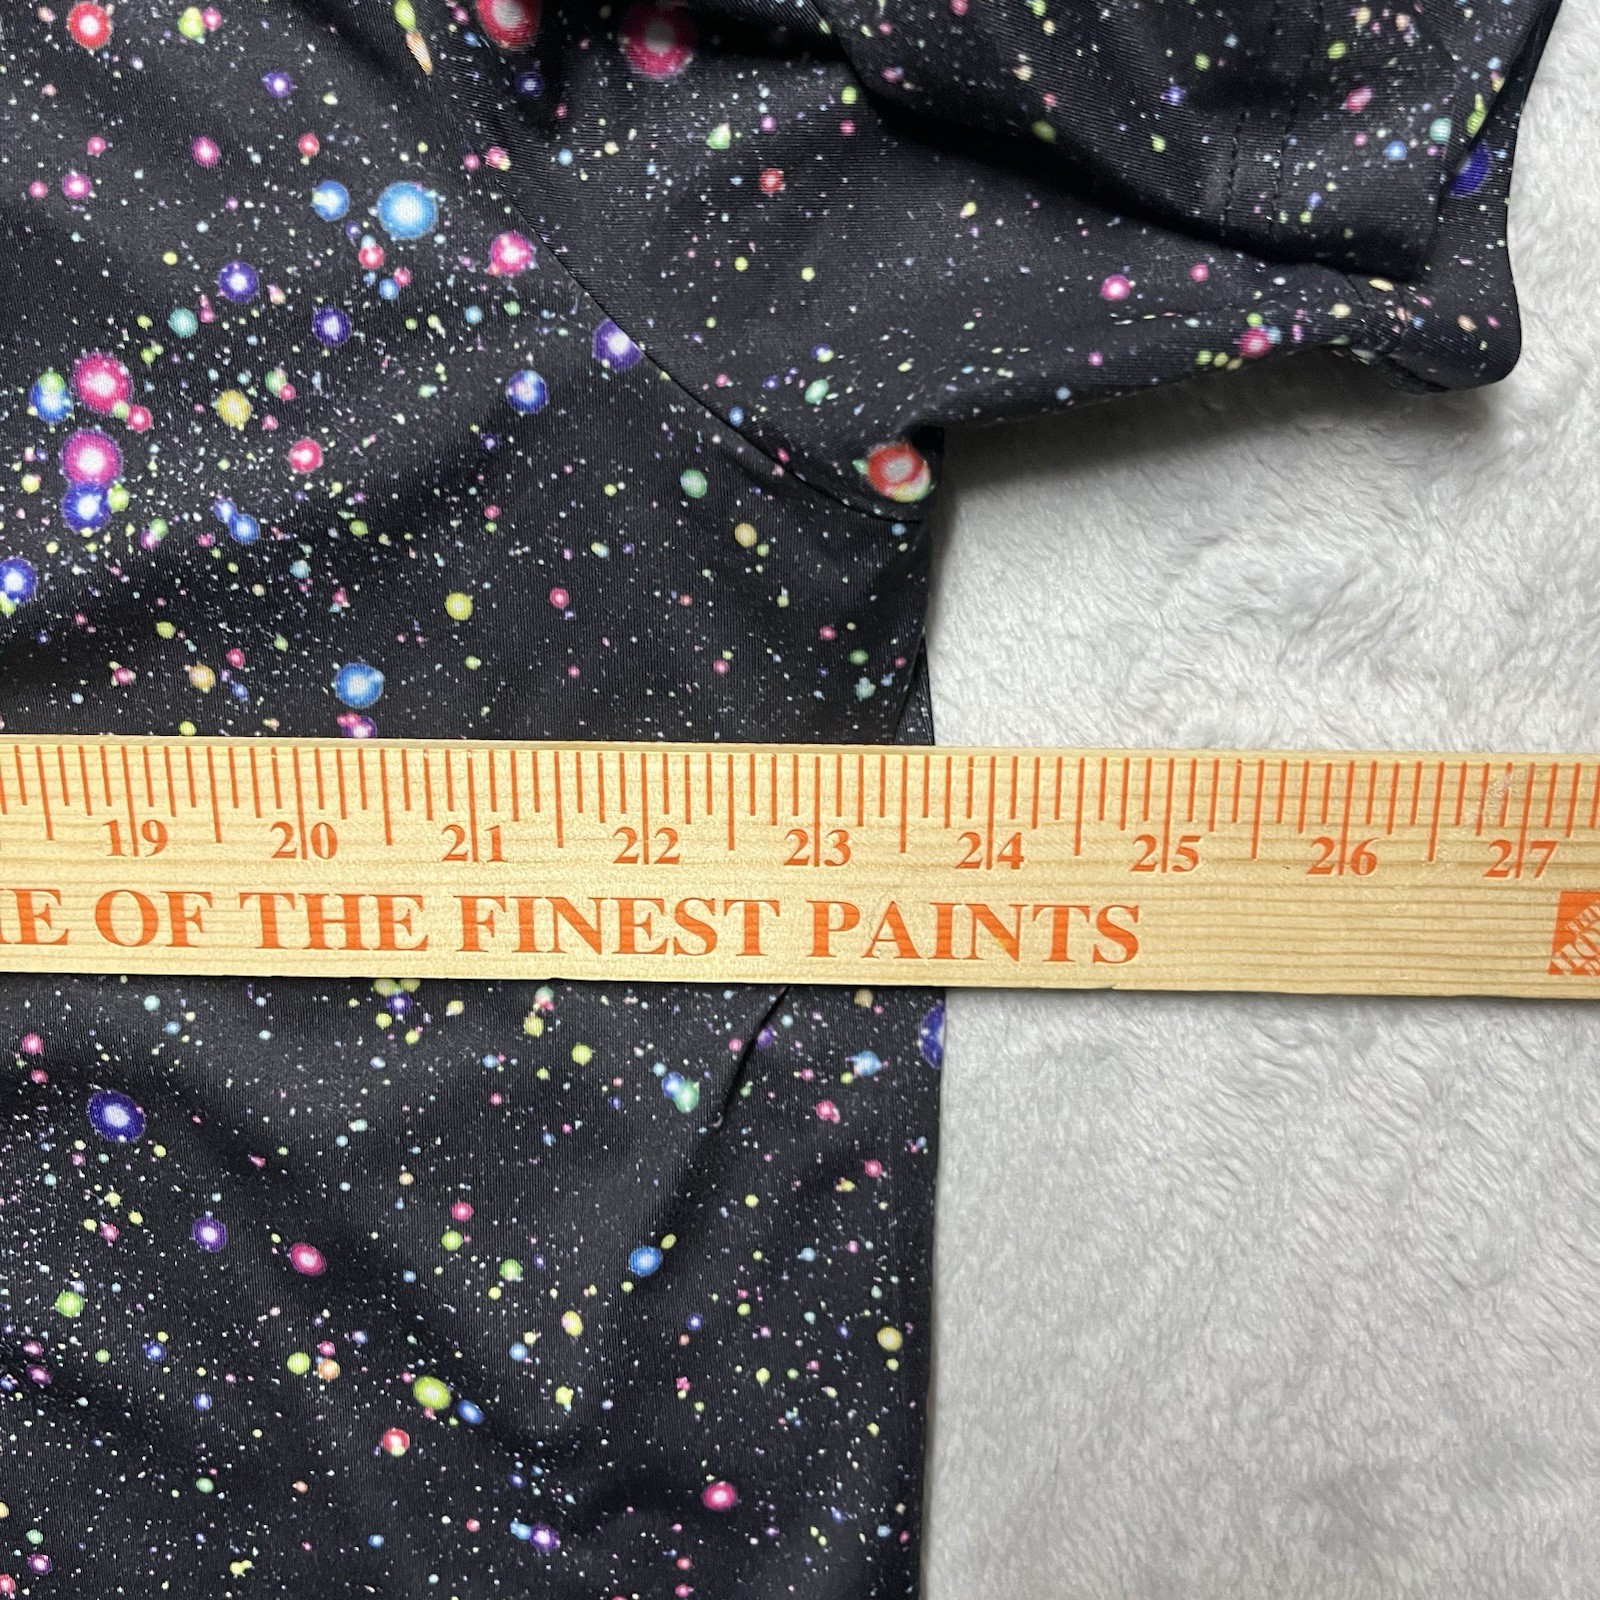 19 20 21 22 23 24 25 26 27
E OF THE FINEST PAINTS